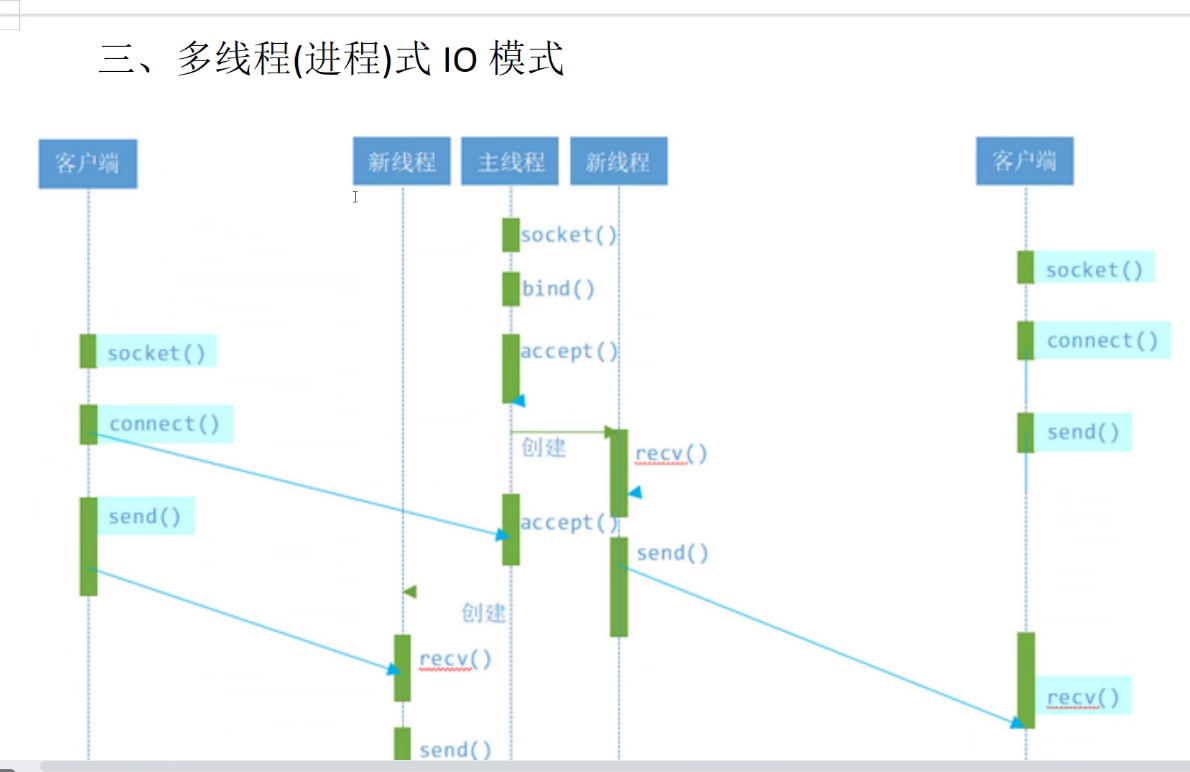 三、多线程(进程)式 IO 模式
客户端
新线程
主线程
新线程
客户端
socket()
socket()
bind()
connect()
socket()
accept()
connect()
send()
创建
recv()
send()
accept()
send()
创建
recv()
recv()
send()